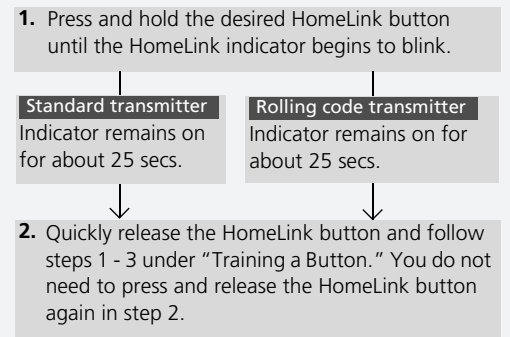 1. Press and hold the desired HomeLink button
until the HomeLink indicator begins to blink.
Standard transmitter
Indicator remains on
for about 25 secs.
Rolling code transmitter
Indicator remains on for
about 25 secs.
2. Quickly release the HomeLink button and follow
steps 1 - 3 under “Training a Button.” You do not
need to press and release the HomeLink button
again in step 2.